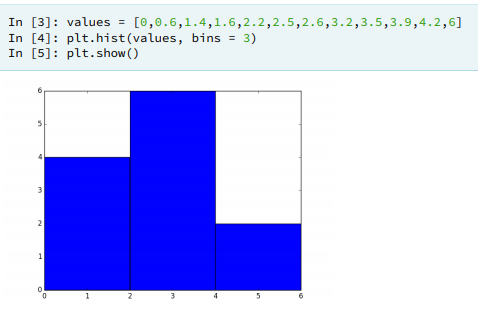 In [3]: values = [0,0.6,1.4,1.6,2.2,2.5,2.6,3.2,3.5,3.9,4.2,6]
In [4]: plt.hist(values, bins = 3)
In [5]: plt.show()
6
5
4
3
2
1
0
0 1 2 3 4 5 6